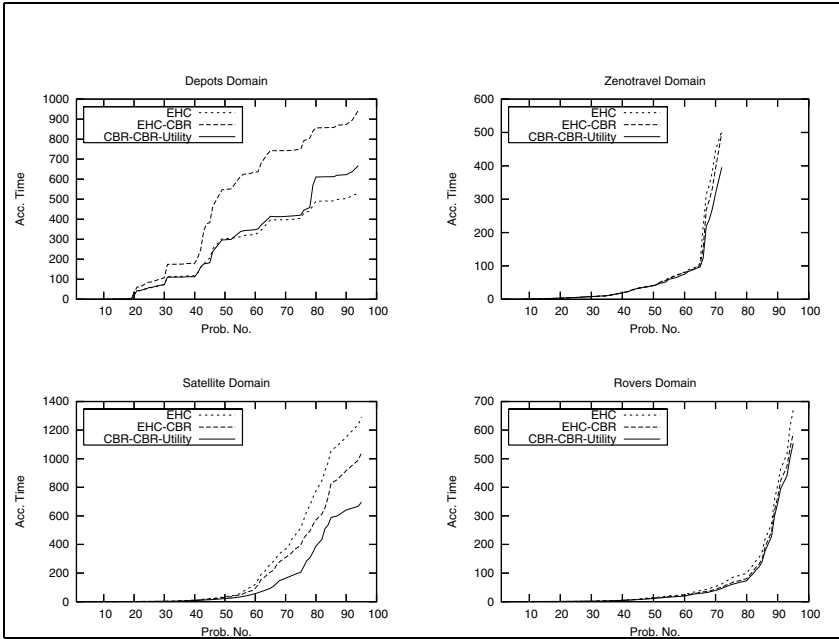 Depots Domain
1000
900
800
700
600
500
400
300
200
100
0
EHC
EHC-CBR
CBR-CBR-Utility
Acc. Time
10 20 30 40 50 60 70 80 90 100
Prob. No.
Zenotravel Domain
600
500
400
300
200
100
0
EHC
EHC-CBR
CBR-CBR-Utility
Acc. Time
10 20 30 40 50 60 70 80 90 100
Prob. No.
Satellite Domain
1400
1200
1000
800
600
400
200
0
EHC
EHC-CBR
CBR-CBR-Utility
Acc. Time
10 20 30 40 50 60 70 80 90 100
Prob. No.
Rovers Domain
700
600
500
400
300
200
100
0
EHC
EHC-CBR
CBR-CBR-Utility
Acc. Time
10 20 30 40 50 60 70 80 90 100
Prob. No.